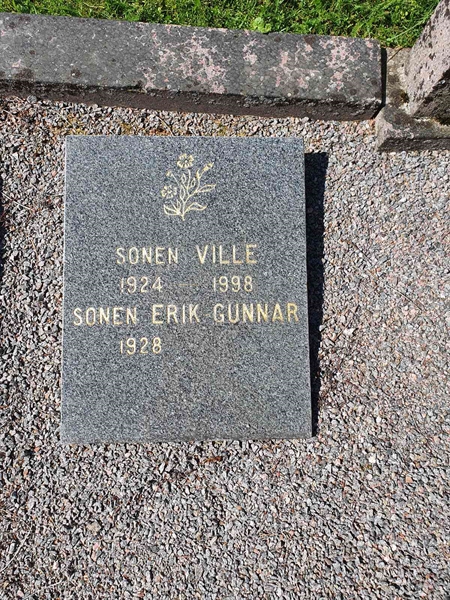 SONEN VILLE
1924 - 1998
SONEN ERIK GUNNAR
1928